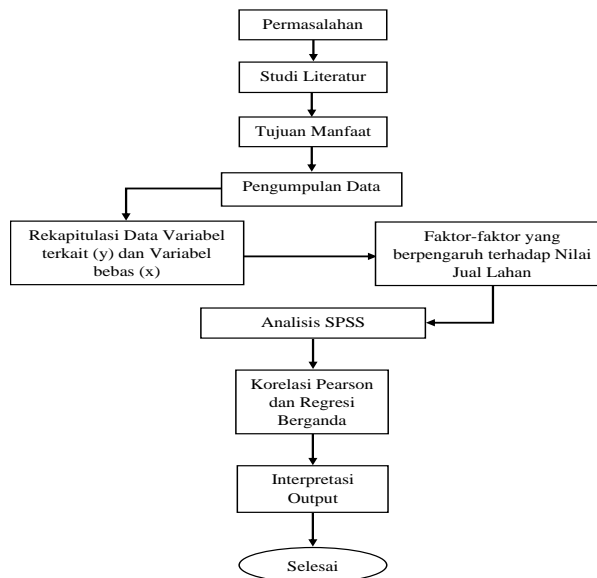 Permasalahan
Studi Literatur
Tujuan Manfaat
Pengumpulan Data
Rekapitulasi Data Variabel
terkait (y) dan Variabel
bebas (x)
Faktor-faktor yang
berpengaruh terhadap Nilai
Jual Lahan
Analisis SPSS
Korelasi Pearson
dan Regresi
Berganda
Interpretasi
Output
Selesai